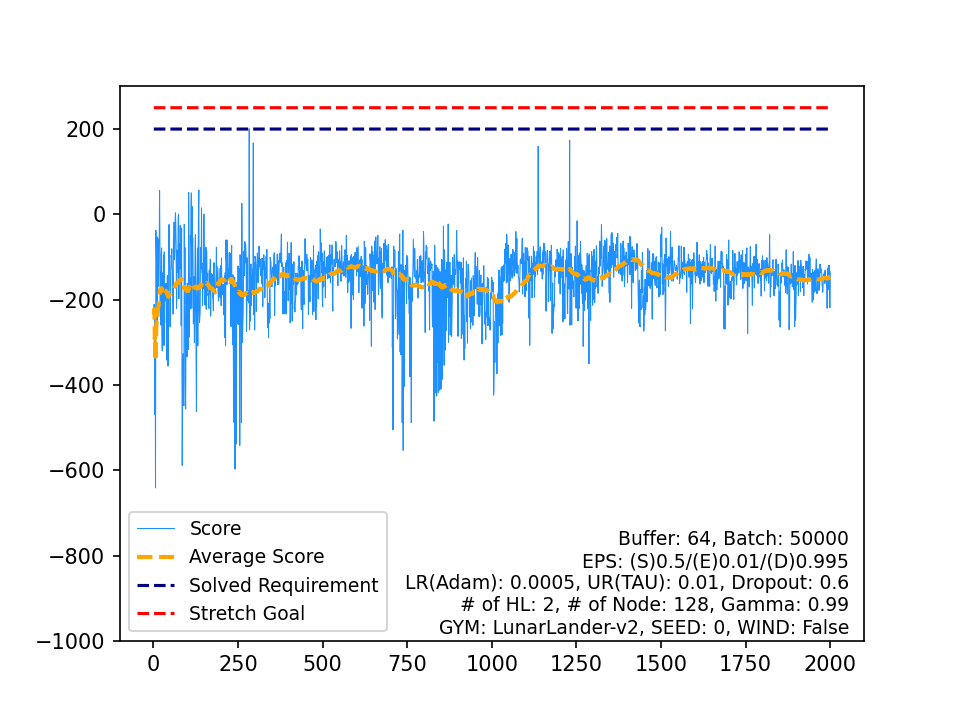 200
0
−200
−400
−600
−800
−1000
Score
Average Score
Solved Requirement
Stretch Goal
Buffer: 64, Batch: 50000
EPS: (S)0.5/(E)0.01/(D)0.995
LR(Adam): 0.0005, UR(TAU): 0.01, Dropout: 0.6
# of HL: 2, # of Node: 128, Gamma: 0.99
GYM: LunarLander-v2, SEED: 0, WIND: False
0 250 500 750 1000 1250 1500 1750 2000